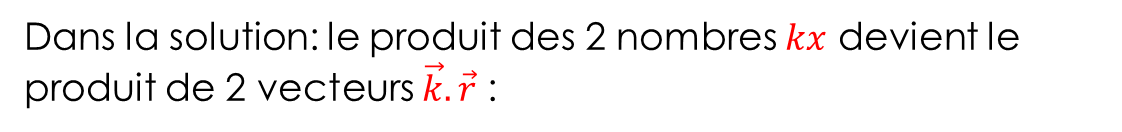 Dans la solution: le produit des 2 nombres kx devient le
produit de 2 vecteurs k⃗.r⃗ :